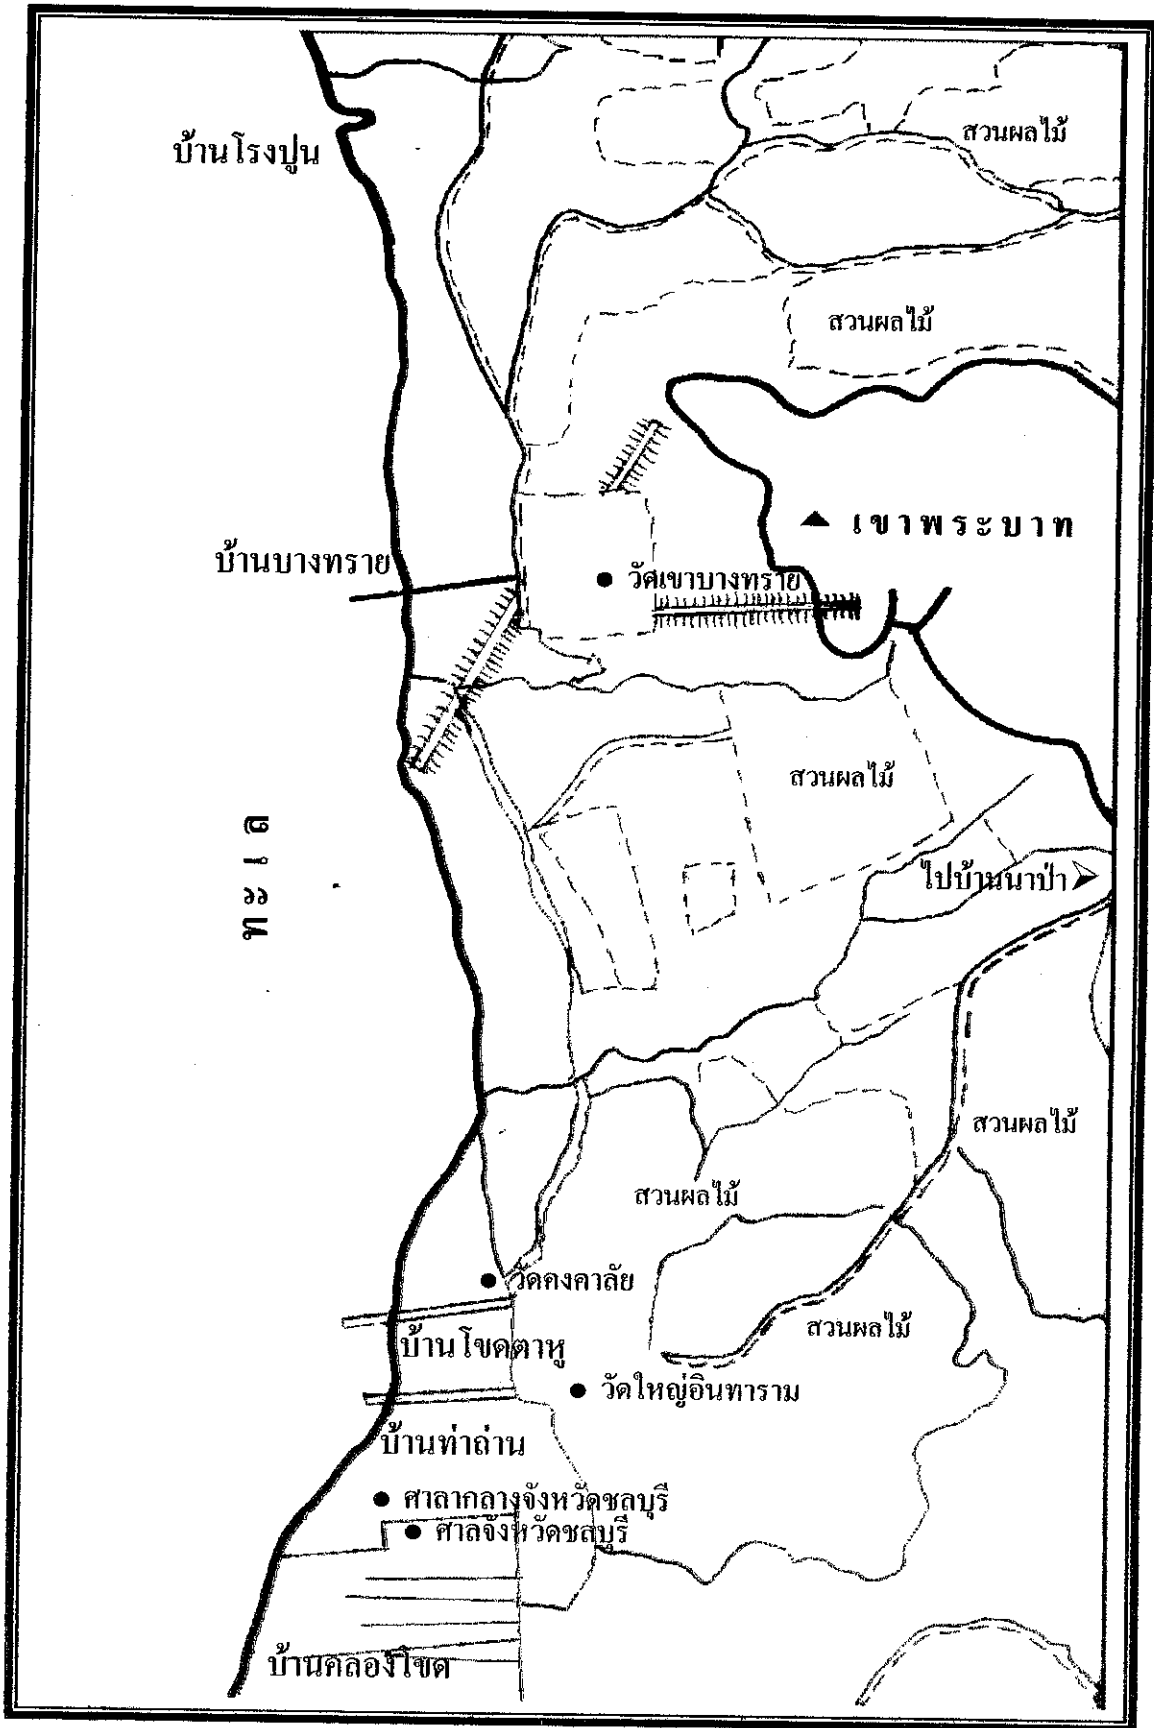 บ้านโรงปูน
สวนผลไม้
สวนผลไม้
▲ เขาพระบาท
บ้านบางทราย
● วัดเขาบางทราย
สวนผลไม้
ทะเล
ไปบ้านนาป่า
สวนผลไม้
สวนผลไม้
● วัดคงคาลัย
สวนผลไม้
บ้านโขดตาหู
● วัดใหญ่อินทาราม
บ้านท่าถ่าน
● ศาลากลางจังหวัดชลบุรี
● ศาลจังหวัดชลบุรี
บ้านคลองโขด